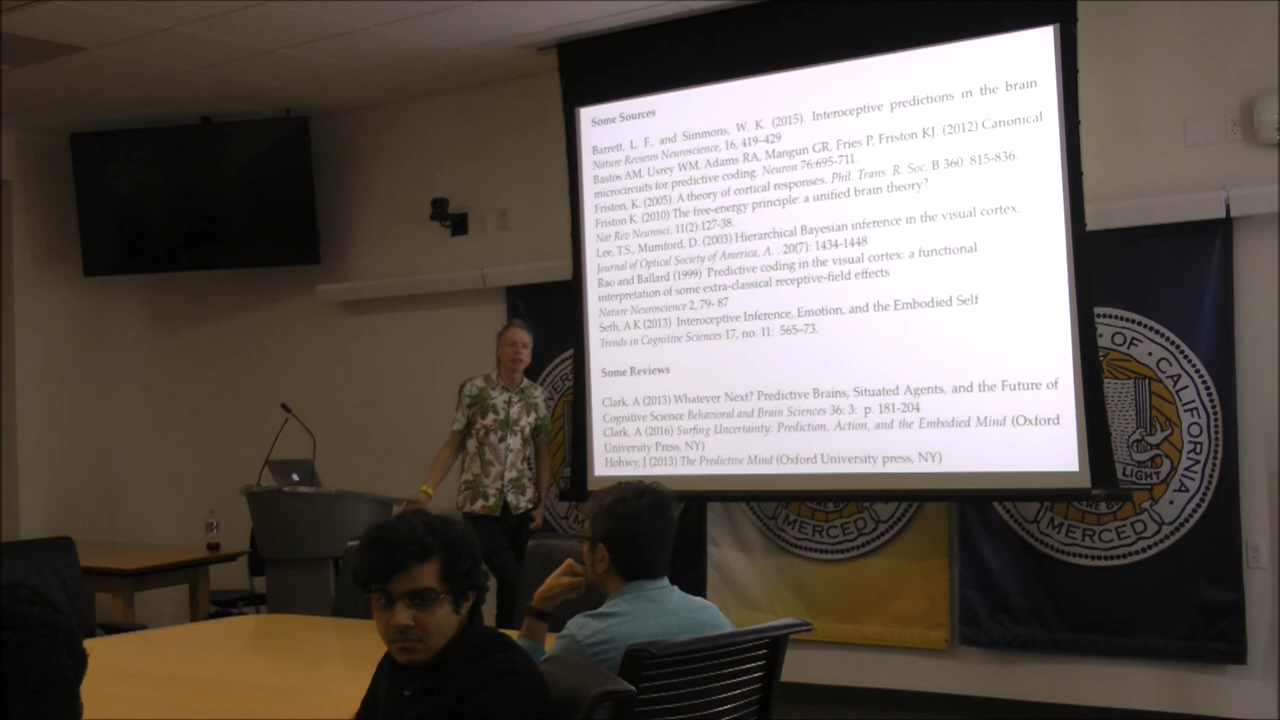 Some Sources
Barrett, L. F., and Simmons, W. K. (2015). Interoceptive predictions in the brain
Nature Reviews Neuroscience, 16, 419–429
Bastos AM, Usrey WM, Adams RA, Mangun GR, Fries P, Friston KJ. (2012) Canonical
microcircuits for predictive coding. Neuron 76:695-711.
Friston, K. (2005). A theory of cortical responses. Phil. Trans. R. Soc. B 360: 815-836.
Friston K. (2010) The free-energy principle: a unified brain theory?
Nat Rev Neurosci. 11(2):127-38.
Lee, T.S., Mumford, D. (2003) Hierarchical Bayesian inference in the visual cortex.
Journal of Optical Society of America, A. . 20(7): 1434-1448
Rao and Ballard (1999) Predictive coding in the visual cortex: a functional
interpretation of some extra-classical receptive-field effects
Nature Neuroscience 2, 79- 87
Seth, A K (2013) Interoceptive Inference, Emotion, and the Embodied Self
Trends in Cognitive Sciences 17, no. 11: 565–73.
Some Reviews
Clark, A (2013) Whatever Next? Predictive Brains, Situated Agents, and the Future of
Cognitive Science Behavioral and Brain Sciences 36: 3: p. 181-204
Clark, A (2016) Surfing Uncertainty: Prediction, Action, and the Embodied Mind (Oxford
University Press, NY)
Hohwy, J (2013) The Predictive Mind (Oxford University press, NY)
OF · CALIFORNIA
LIGHT
MERCED
MERCED